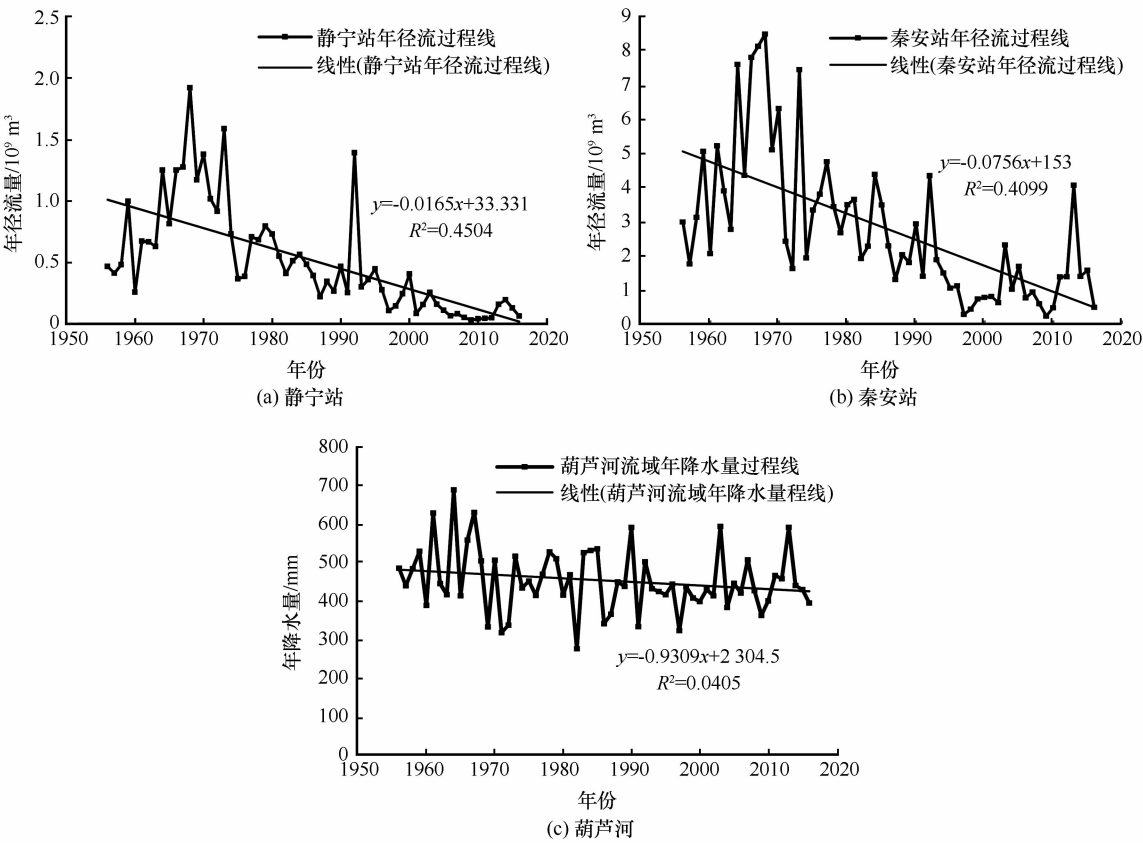 2.5
2.0
1.5
1.0
0.5
0
年径流量/10⁹ m³
静宁站年径流过程线
线性(静宁站年径流过程线)
y=-0.0165x+33.331
R²=0.4504
1950 1960 1970 1980 1990 2000 2010 2020
年份
(a) 静宁站
9
8
7
6
5
4
3
2
1
0
年径流量/10⁹ m³
秦安站年径流过程线
线性(秦安站年径流过程线)
y=-0.0756x+153
R²=0.4099
1950 1960 1970 1980 1990 2000 2010 2020
年份
(b) 秦安站
800
700
600
500
400
300
200
100
0
年降水量/mm
葫芦河流域年降水量过程线
线性(葫芦河流域年降水量程线)
y=-0.9309x+2 304.5
R²=0.0405
1950 1960 1970 1980 1990 2000 2010 2020
年份
(c) 葫芦河